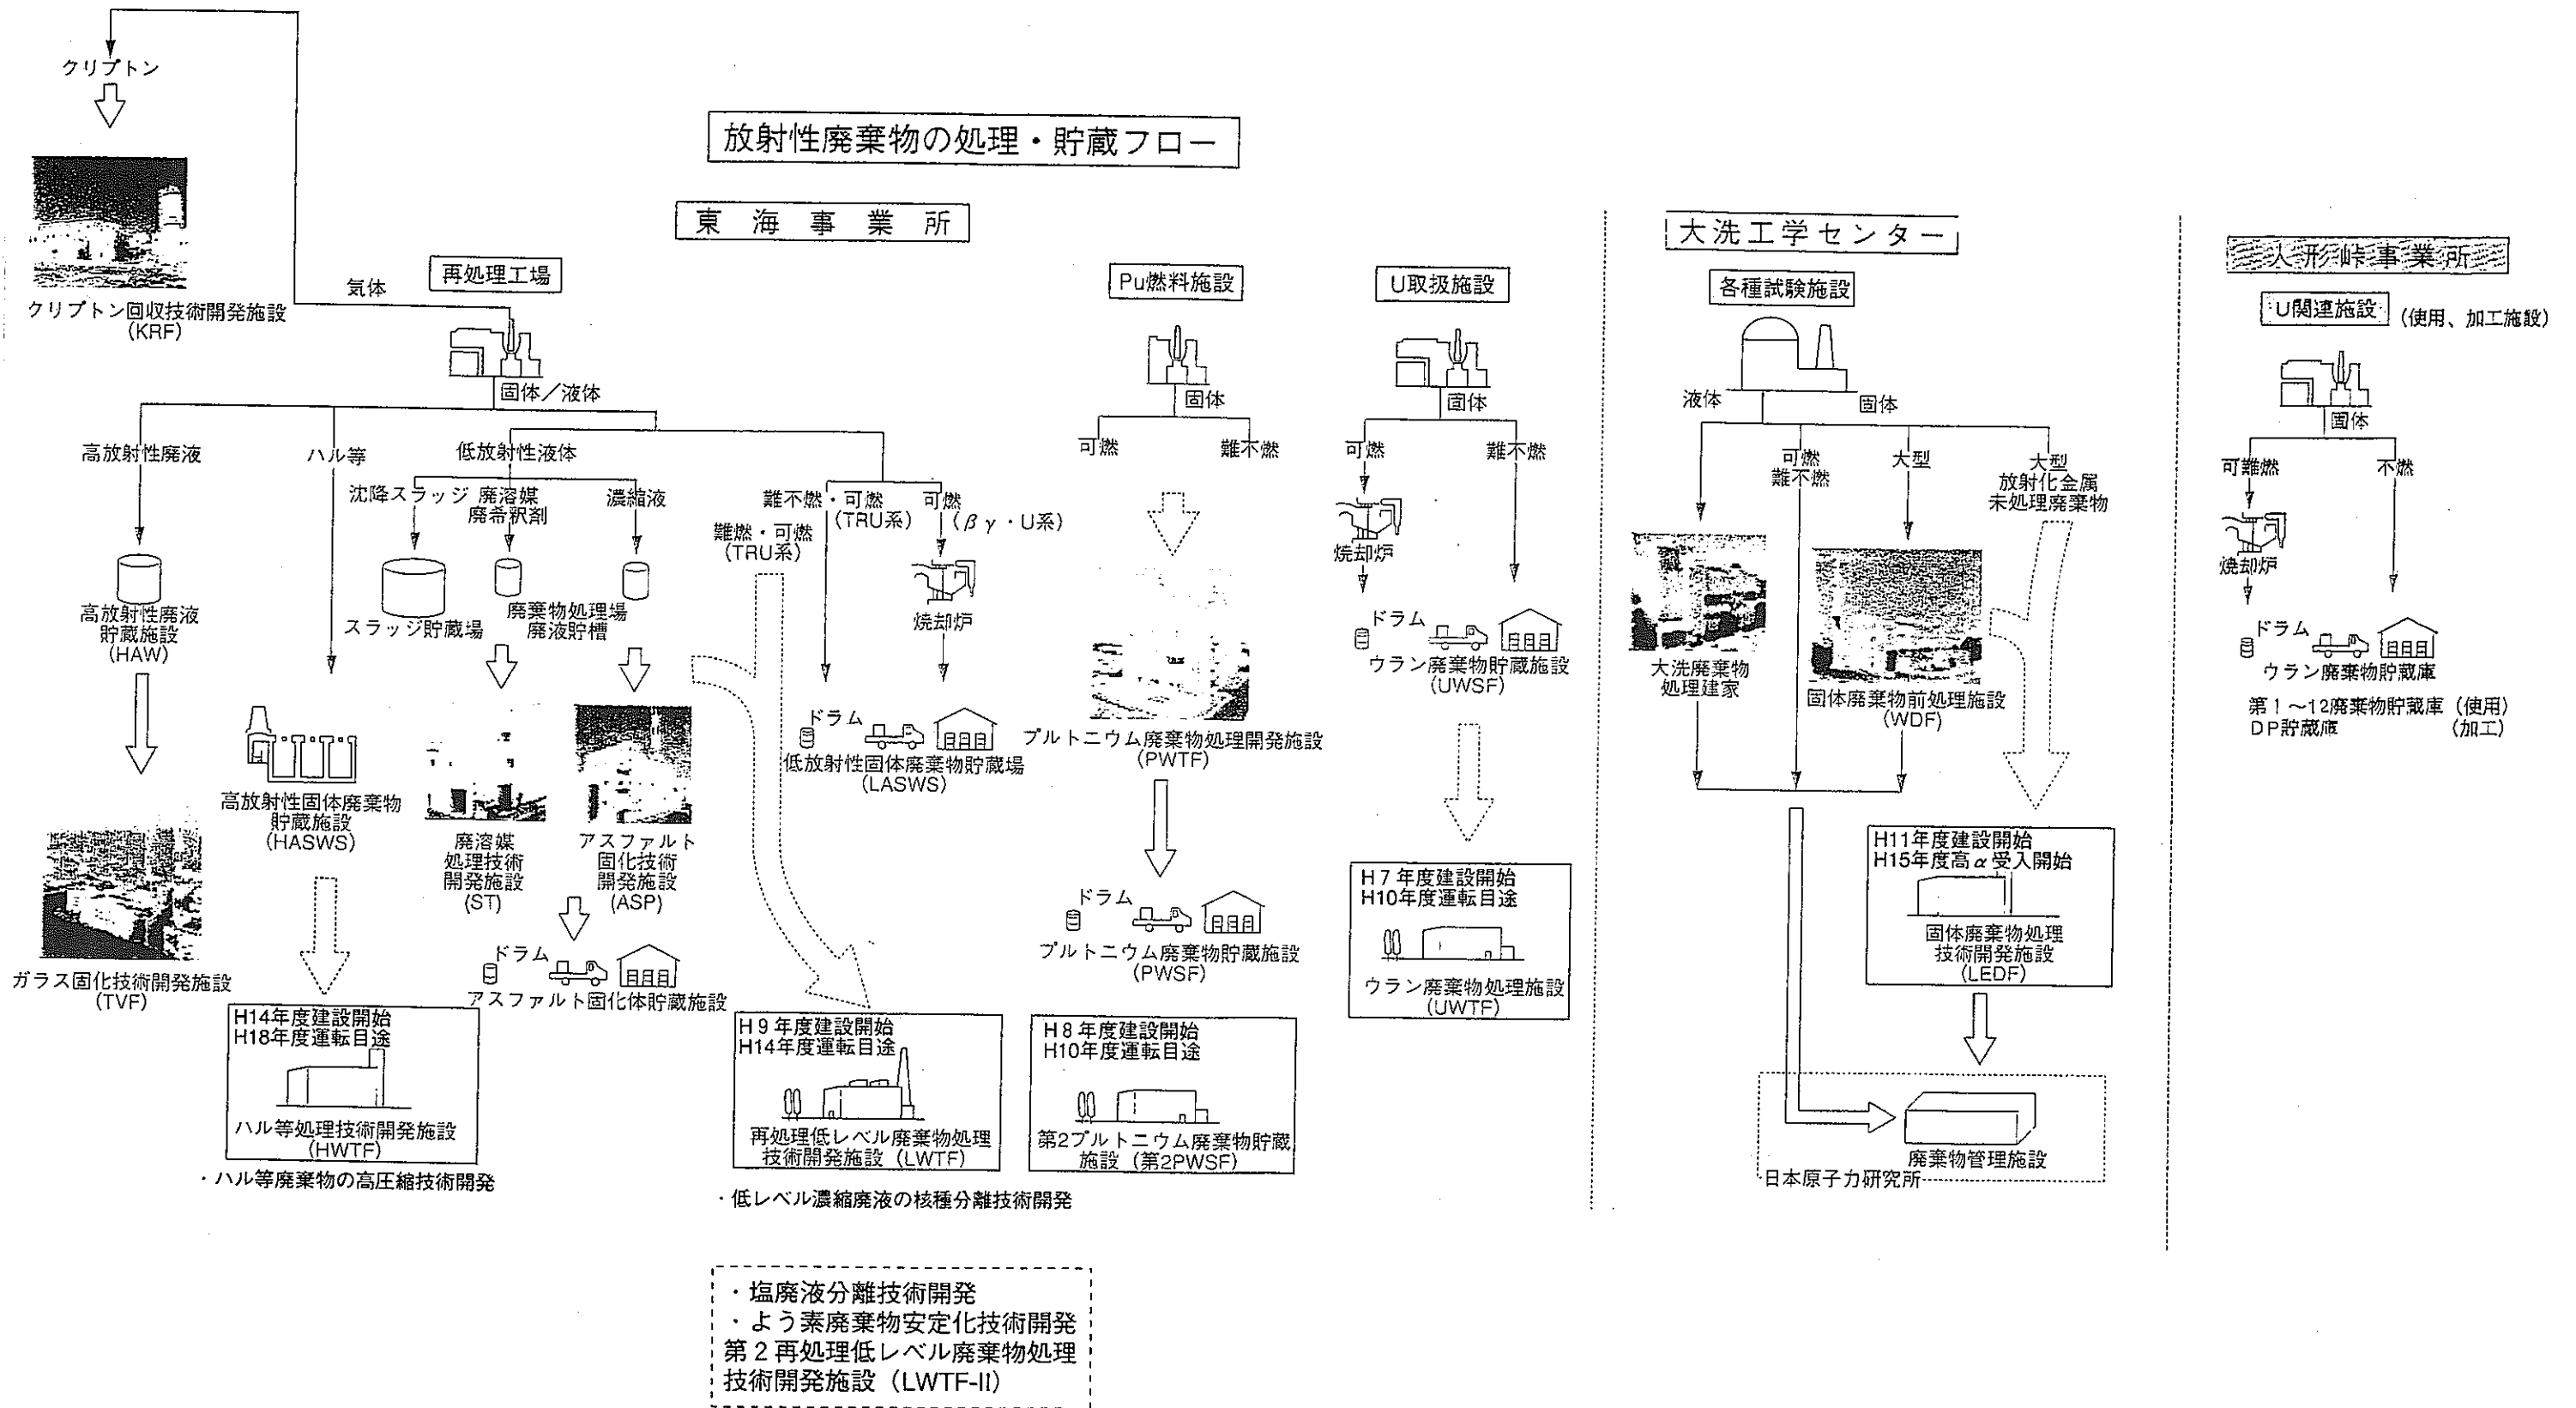 放射性廃棄物の処理・貯蔵フロー
クリプトン
クリプトン回収技術開発施設
(KRF)
東海事業所
再処理工場
気体
固体／液体
高放射性廃液
高放射性廃液
貯蔵施設
(HAW)
ガラス固化技術開発施設
(TVF)
ハル等
高放射性固体廃棄物
貯蔵施設
(HASWS)
H14年度建設開始
H18年度運転目途
ハル等処理技術開発施設
(HWTF)
・ハル等廃棄物の高圧縮技術開発
低放射性液体
沈降スラッジ
スラッジ貯蔵場
廃溶媒
廃希釈剤
濃縮液
廃棄物処理場
廃液貯槽
廃溶媒
処理技術
開発施設
(ST)
アスファルト
固化技術
開発施設
(ASP)
ドラム
アスファルト固化体貯蔵施設
難燃・可燃
(TRU系)
難不燃・可燃
(TRU系)
可燃
(βγ・U系)
焼却炉
ドラム
低放射性固体廃棄物貯蔵場
(LASWS)
H9年度建設開始
H14年度運転目途
再処理低レベル廃棄物処理
技術開発施設（LWTF)
・低レベル濃縮廃液の核種分離技術開発
・塩廃液分離技術開発
・よう素廃棄物安定化技術開発
第2再処理低レベル廃棄物処理
技術開発施設（LWTF-II）
Pu燃料施設
固体
可燃
難不燃
プルトニウム廃棄物処理開発施設
(PWTF)
ドラム
プルトニウム廃棄物貯蔵施設
(PWSF)
H8年度建設開始
H10年度運転目途
第2プルトニウム廃棄物貯蔵
施設（第2PWSF)
U取扱施設
固体
可燃
難不燃
焼却炉
ドラム
ウラン廃棄物貯蔵施設
(UWSF)
H7年度建設開始
H10年度運転目途
ウラン廃棄物処理施設
(UWTF)
大洗工学センター
各種試験施設
液体
固体
可燃
難不燃
大型
大型
放射化金属
未処理廃棄物
大洗廃棄物
処理建家
固体廃棄物前処理施設
(WDF)
H11年度建設開始
H15年度高α受入開始
固体廃棄物処理
技術開発施設
(LEDF)
廃棄物管理施設
日本原子力研究所
人形峠事業所
U関連施設
(使用、加工施設)
固体
可難燃
不燃
焼却炉
ドラム
ウラン廃棄物貯蔵庫
第1～12廃棄物貯蔵庫（使用）
DP貯蔵庫（加工）